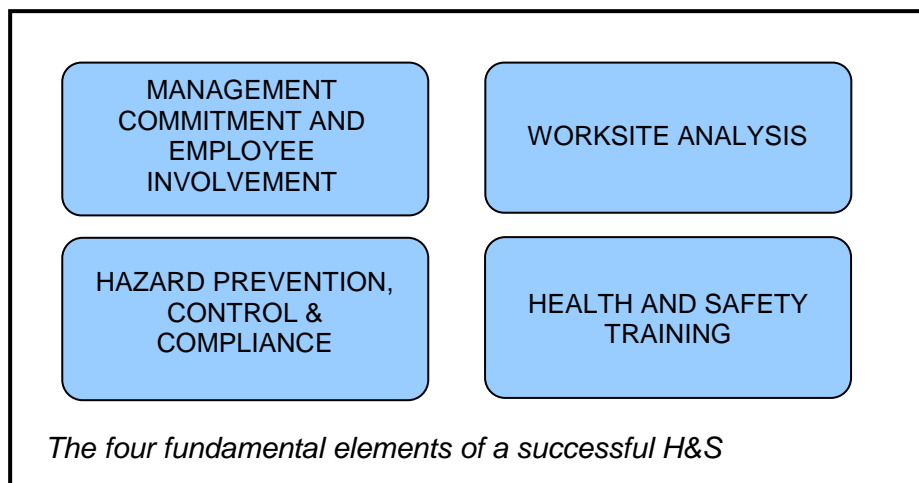 MANAGEMENT
COMMITMENT AND
EMPLOYEE
INVOLVEMENT
WORKSITE ANALYSIS
HAZARD PREVENTION,
CONTROL &
COMPLIANCE
HEALTH AND SAFETY
TRAINING
The four fundamental elements of a successful H&S